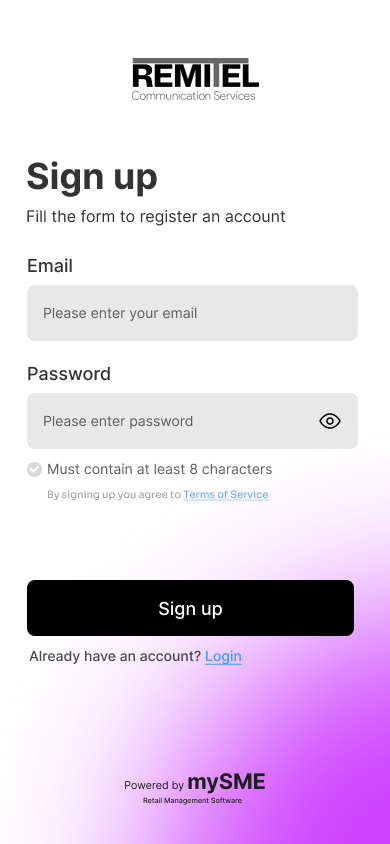 REMITEL
Communication Services
Sign up
Fill the form to register an account
Email
Please enter your email
Password
Please enter password
Must contain at least 8 characters
By signing up you agree to Terms of Service
Sign up
Already have an account? Login
Powered by mySME
Retail Management Software